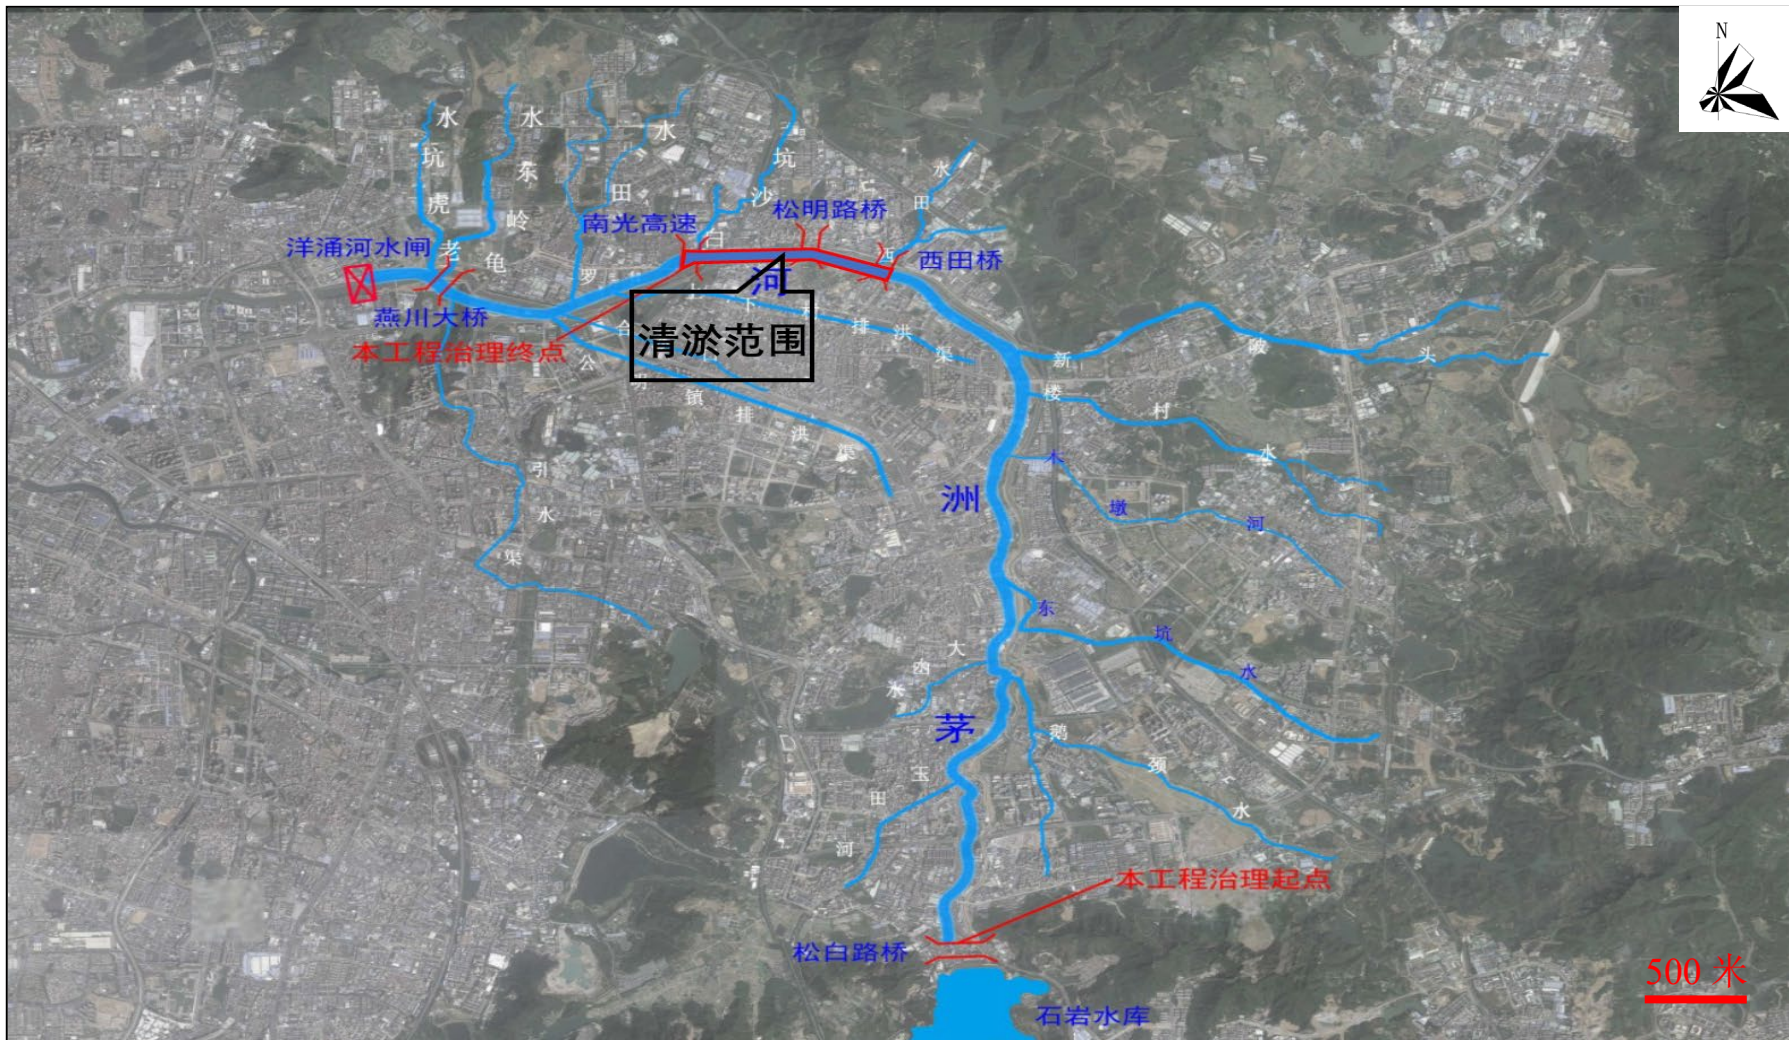 N
老虎坑水
龟岭东水
罗田水
白沙坑
西田水
南光高速
松明路桥
洋涌河水闸
西田桥
燕川大桥
本工程治理终点
清淤范围
下
排洪渠
新陂头
公明镇排洪渠
楼村水
引水渠
木墩河
茅洲河
东坑水
大凼水
鹅颈水
玉田河
本工程治理起点
松白路桥
石岩水库
500 米